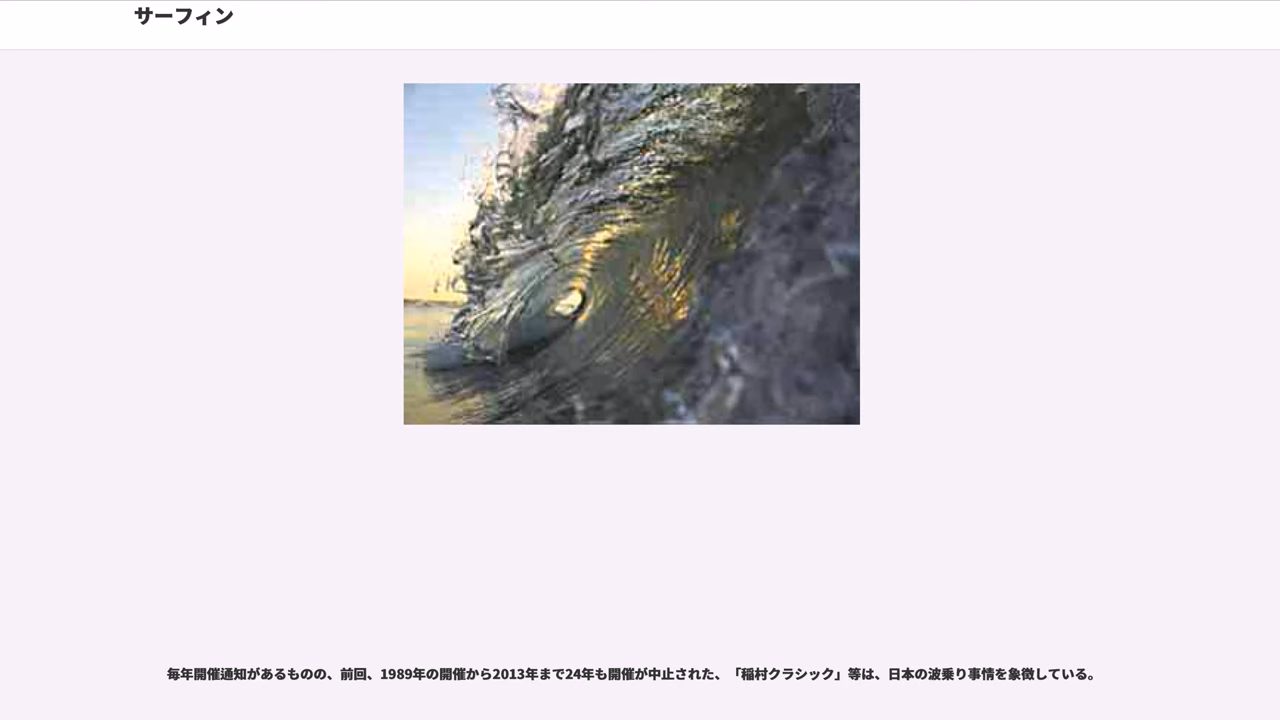 サーフィン
毎年開催通知があるものの、前回、1989年の開催から2013年まで24年も開催が中止された、「稲村クラシック」等は、日本の波乗り事情を象徴している。